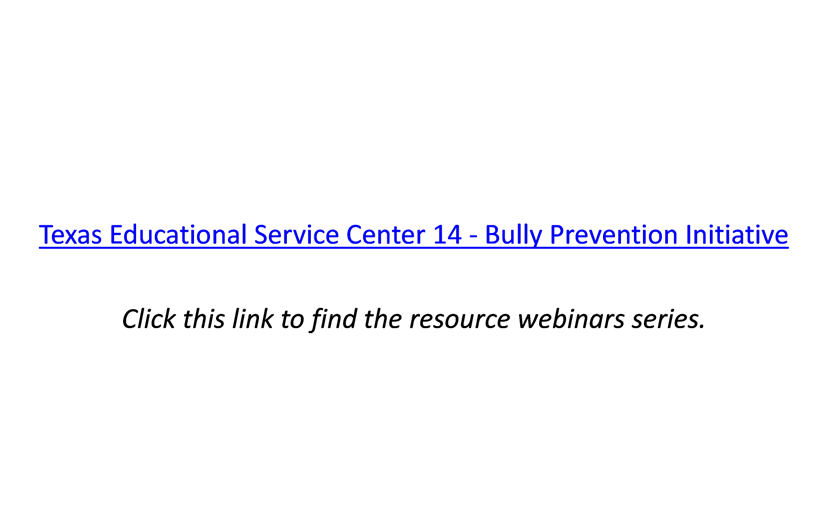 Texas Educational Service Center 14 - Bully Prevention Initiative
Click this link to find the resource webinars series.